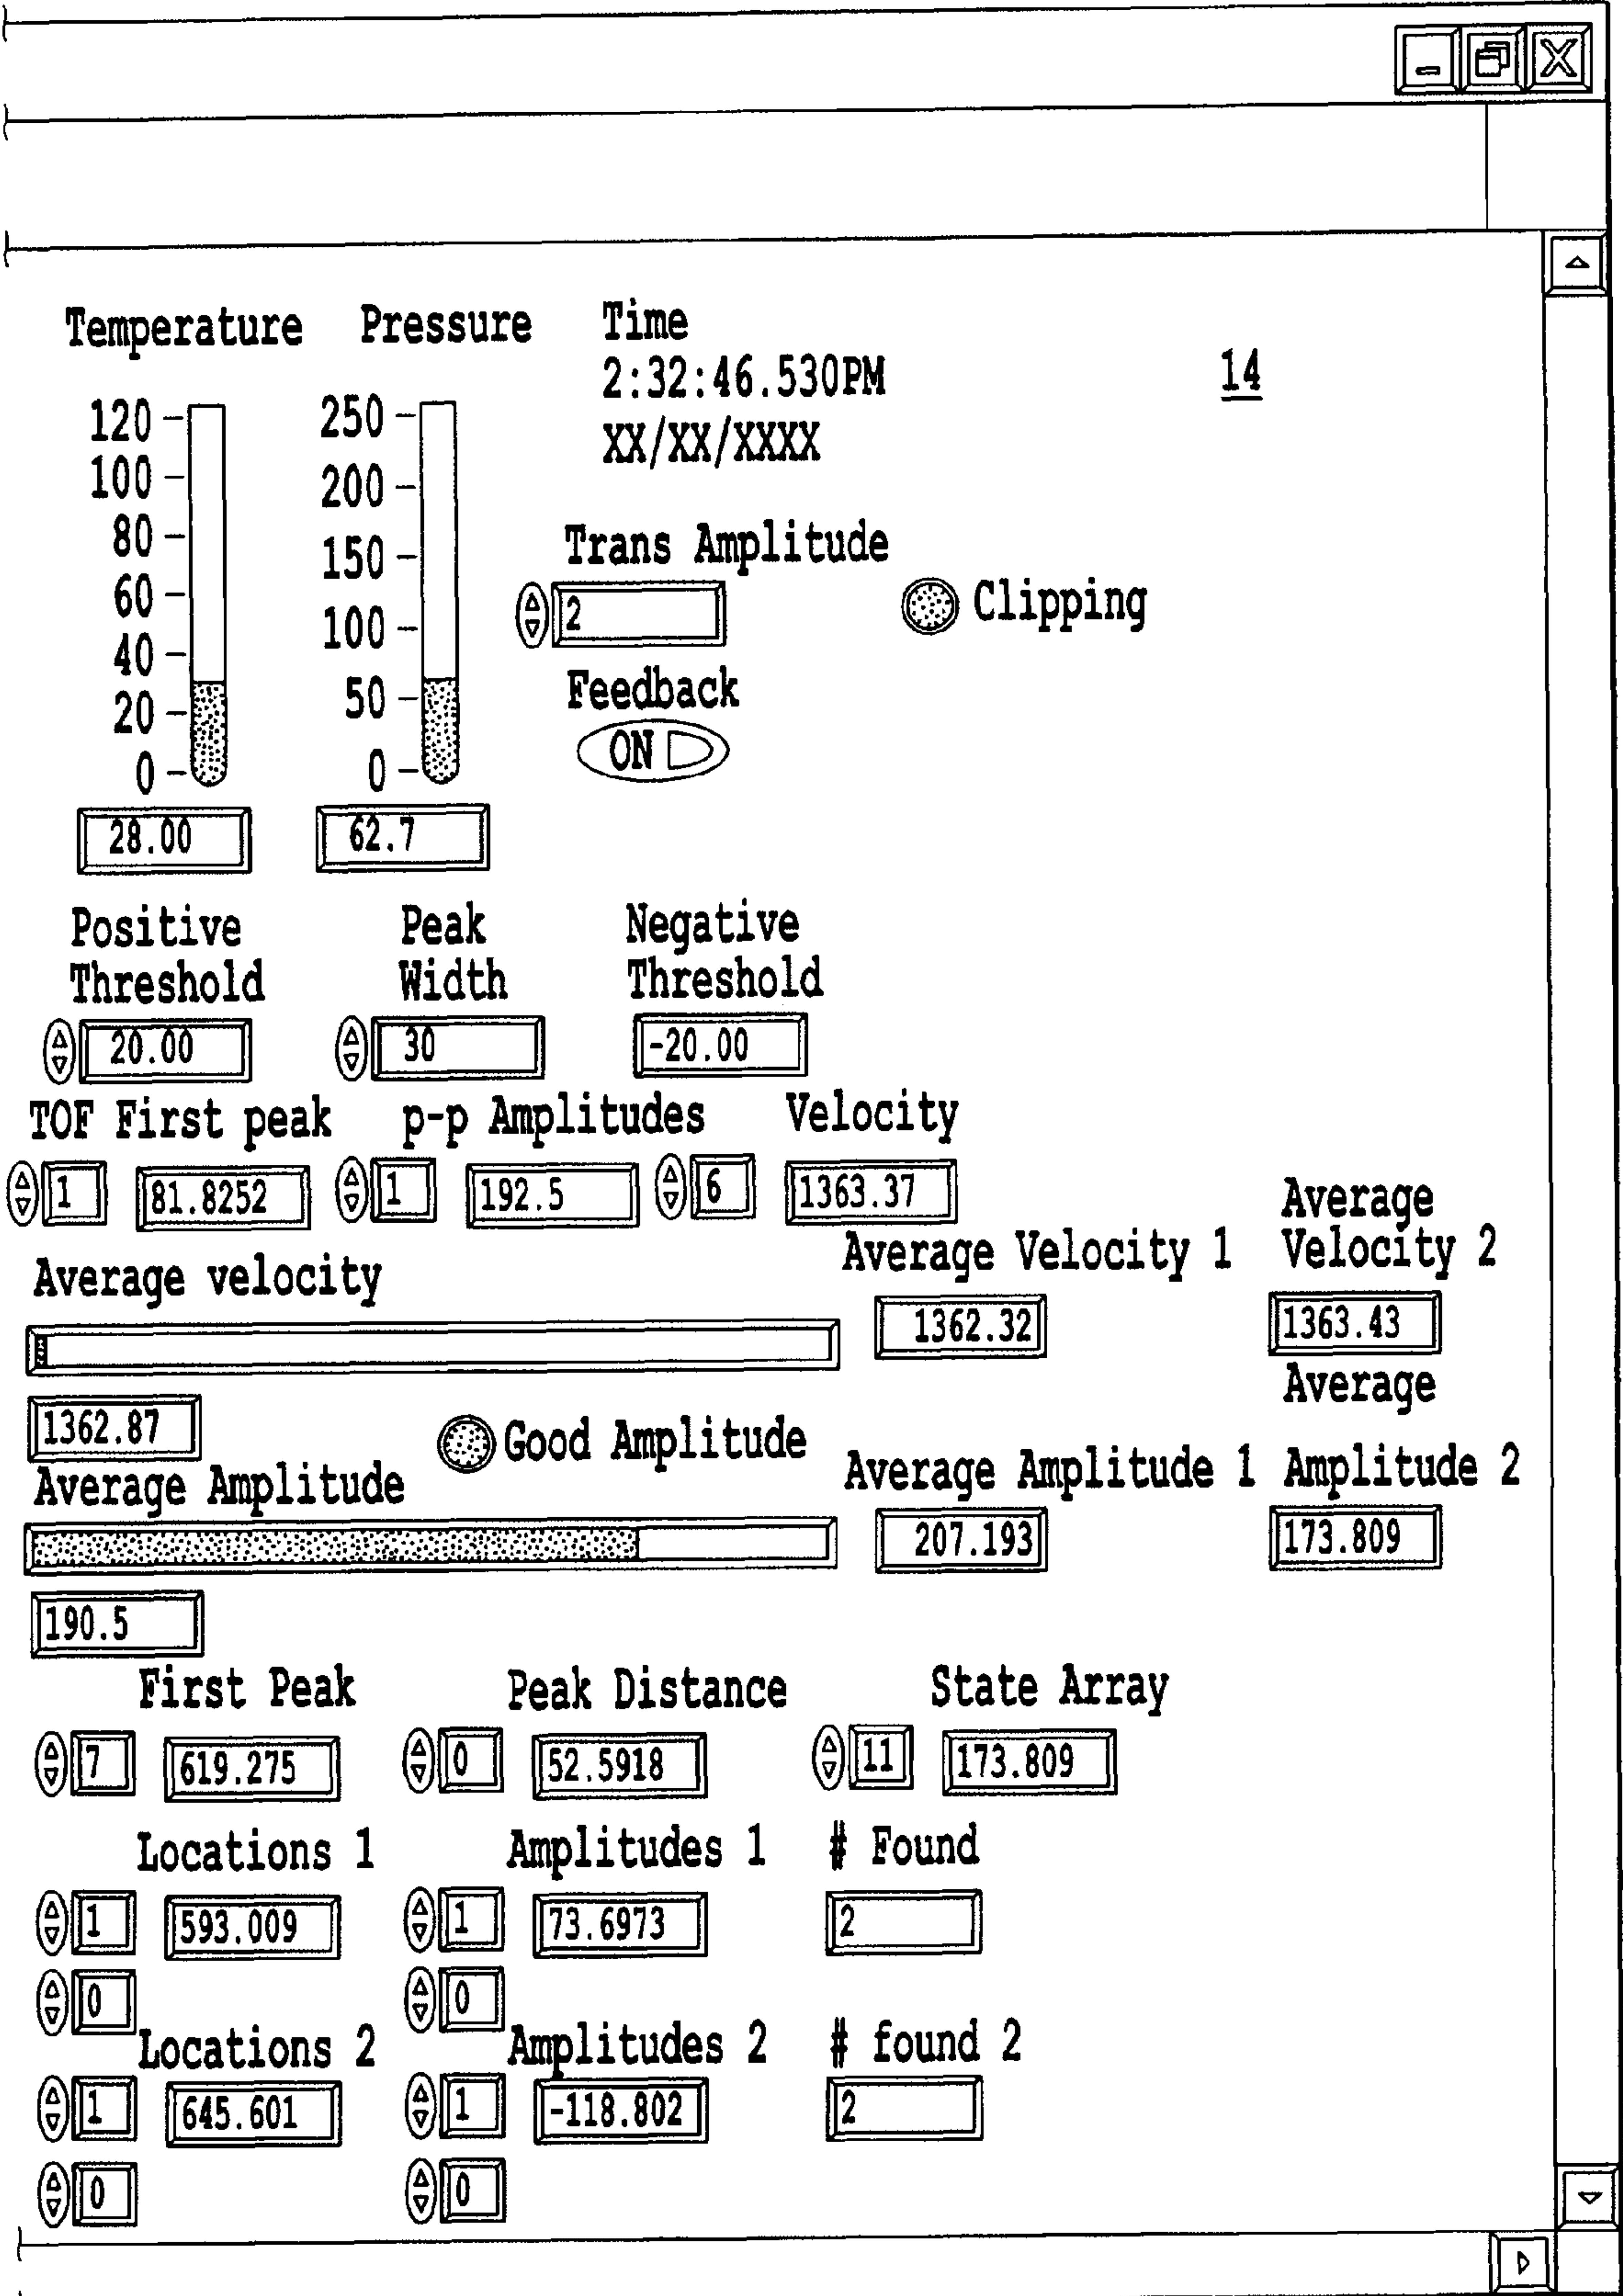 Temperature Pressure Time
2:32:46.530PM
14
XX/XX/XXXX
120 250
100 200
80 150
60 100
40 50
20 0
0
Trans Amplitude
2
Clipping
Feedback
ON
28.00 62.7
Positive Threshold
Peak Width
Negative Threshold
20.00 30 -20.00
TOF First peak p-p Amplitudes Velocity
1 81.8252 1 192.5 6 1363.37
Average velocity
Average Velocity 1
Average Velocity 2
1362.32 1363.43
1362.87
Good Amplitude
Average Amplitude
Average Amplitude 1
Average Amplitude 2
207.193 173.809
190.5
First Peak Peak Distance State Array
7 619.275 0 52.5918 11 173.809
Locations 1 Amplitudes 1 # Found
1 593.009 1 73.6973 2
0 0
Locations 2 Amplitudes 2 # found 2
1 645.601 1 -118.802 2
0 0